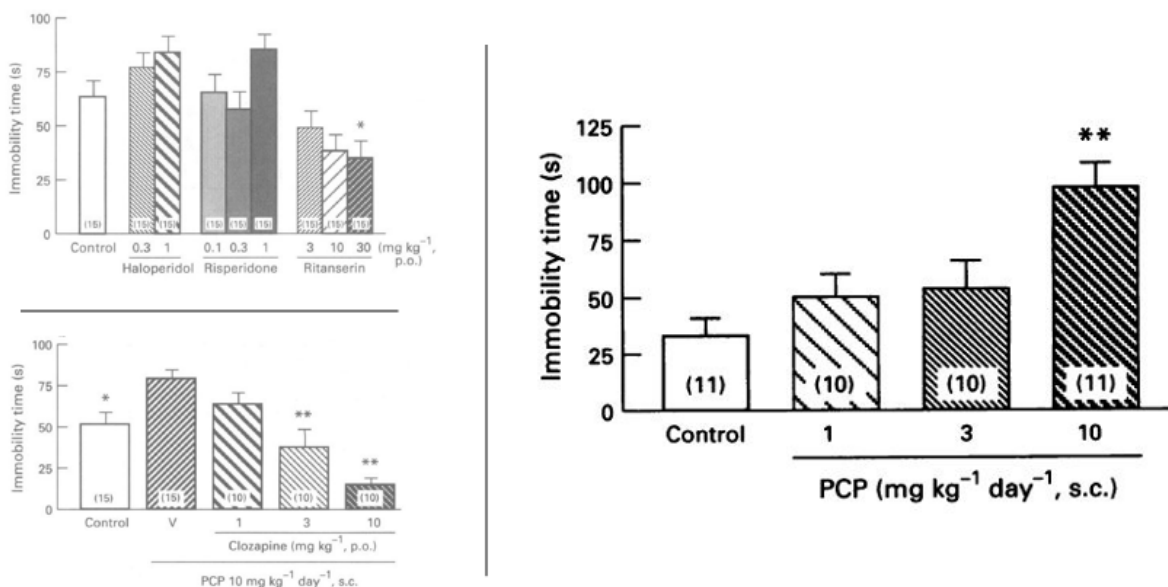 100
75
50
25
0
Immobility time (s)
*
(15) (15) (15) (15) (15) (15) (15) (15) (15)
Control 0.3 1 0.1 0.3 1 3 10 30 (mg kg⁻¹, p.o.)
Haloperidol Risperidone Ritanserin
100
75
50
25
0
Immobility time (s)
* ** **
(15) (15) (10) (10) (10)
Control V 1 3 10
Clozapine (mg kg⁻¹, p.o.)
PCP 10 mg kg⁻¹ day⁻¹, s.c.
125
100
75
50
25
0
Immobility time (s)
**
(11) (10) (10) (11)
Control 1 3 10
PCP (mg kg⁻¹ day⁻¹, s.c.)